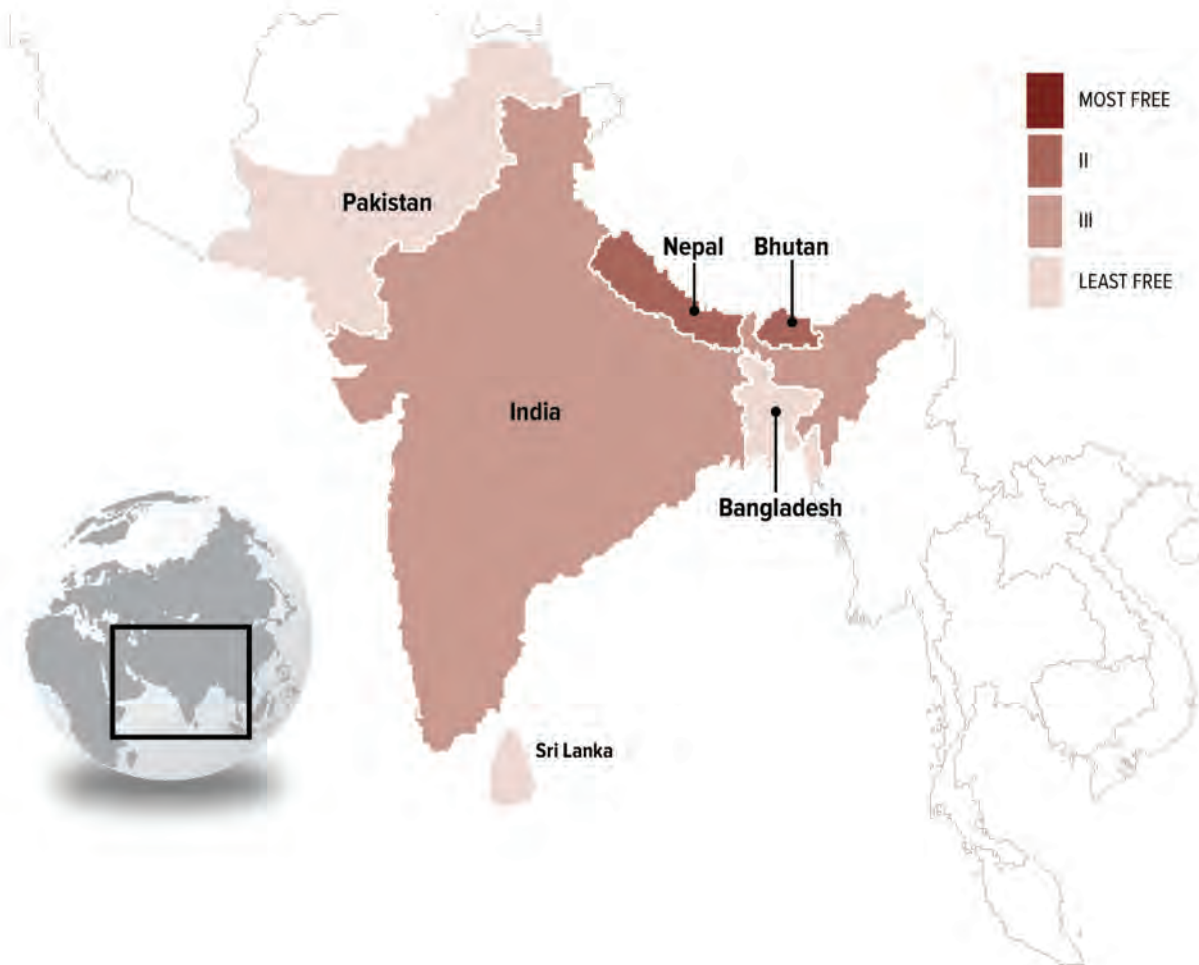 MOST FREE
II
III
LEAST FREE
Pakistan
Nepal
Bhutan
India
Bangladesh
Sri Lanka